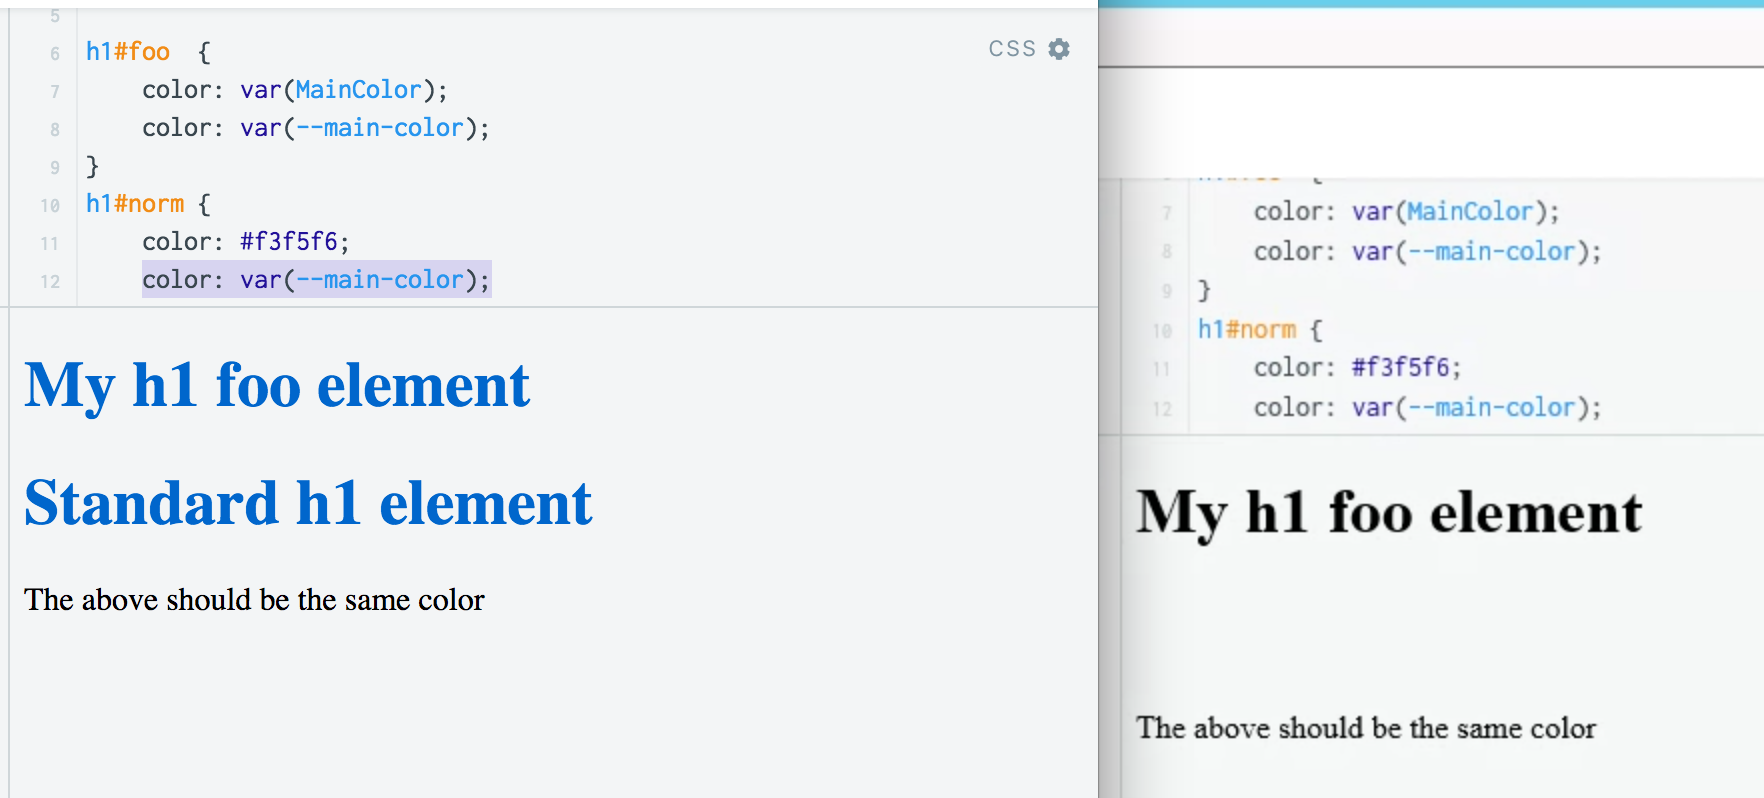 5
6 h1#foo  {
CSS
7     color: var(MainColor);
8     color: var(--main-color);
9 }
10 h1#norm {
11     color: #f3f5f6;
12     color: var(--main-color);
My h1 foo element
Standard h1 element
The above should be the same color
7     color: var(MainColor);
8     color: var(--main-color);
9 }
10 h1#norm {
11     color: #f3f5f6;
12     color: var(--main-color);
My h1 foo element
The above should be the same color